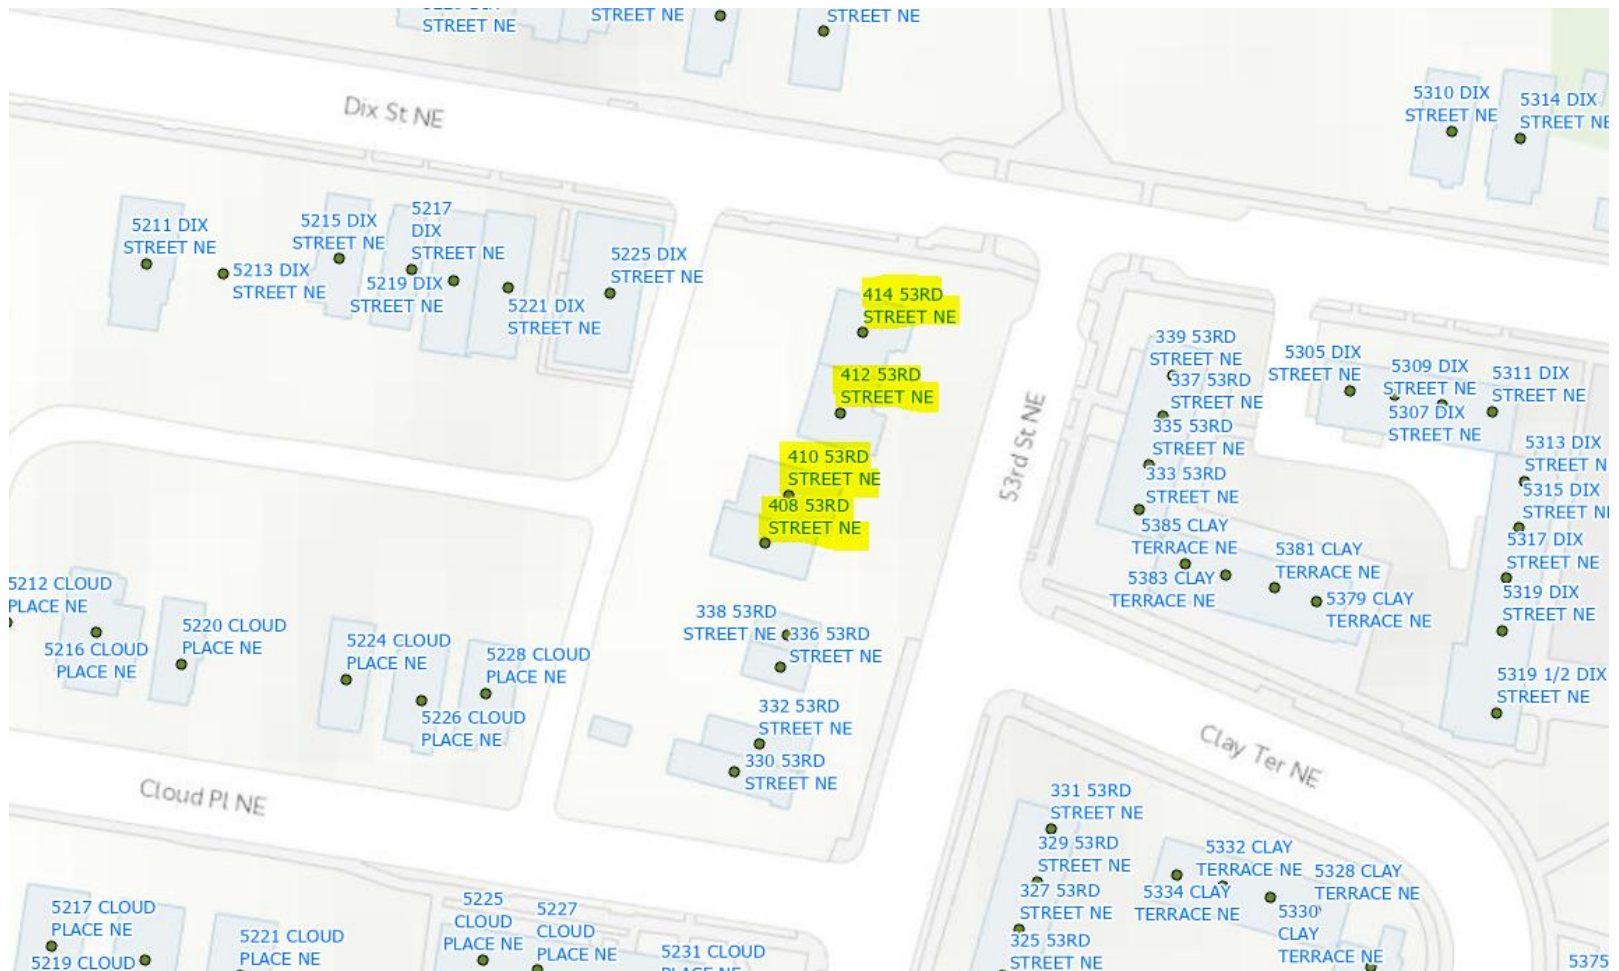 STREET NE
STREET NE
STREET NE
Dix St NE
5310 DIX
STREET NE
5314 DIX
STREET NE
5211 DIX
STREET NE
5213 DIX
STREET NE
5215 DIX
STREET NE
5217
DIX
STREET NE
5219 DIX
STREET NE
5221 DIX
STREET NE
5225 DIX
STREET NE
414 53RD
STREET NE
412 53RD
STREET NE
410 53RD
STREET NE
408 53RD
STREET NE
53rd St NE
339 53RD
STREET NE
337 53RD
STREET NE
335 53RD
STREET NE
333 53RD
STREET NE
5305 DIX
STREET NE
5309 DIX
STREET NE
5307 DIX
STREET NE
5311 DIX
STREET NE
5313 DIX
STREET N
5315 DIX
STREET NE
5317 DIX
STREET NE
5319 DIX
STREET NE
5319 1/2 DIX
STREET NE
5385 CLAY
TERRACE NE
5383 CLAY
TERRACE NE
5381 CLAY
TERRACE NE
5379 CLAY
TERRACE NE
5212 CLOUD
PLACE NE
5216 CLOUD
PLACE NE
5220 CLOUD
PLACE NE
5224 CLOUD
PLACE NE
5226 CLOUD
PLACE NE
5228 CLOUD
PLACE NE
338 53RD
STREET NE
336 53RD
STREET NE
332 53RD
STREET NE
330 53RD
STREET NE
Clay Ter NE
Cloud Pl NE
331 53RD
STREET NE
329 53RD
STREET NE
327 53RD
STREET NE
325 53RD
STREET NE
5332 CLAY
TERRACE NE
5334 CLAY
TERRACE NE
5328 CLAY
TERRACE NE
5330
CLAY
TERRACE NE
5217 CLOUD
PLACE NE
5219 CLOUD
5221 CLOUD
PLACE NE
5225
CLOUD
PLACE NE
5227
CLOUD
PLACE NE
5231 CLOUD
5375